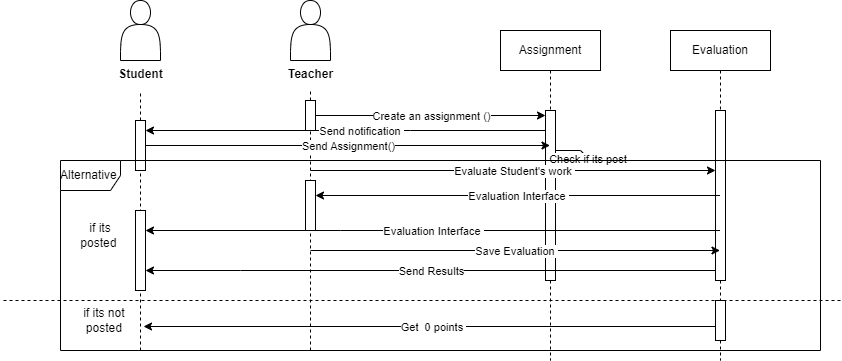 Student
Teacher
Assignment
Evaluation
Create an assignment ()
Send notification
Send Assignment()
Check if its post
Alternative
Evaluate Student's work
Evaluation Interface
if its
posted
Evaluation Interface
Save Evaluation
Send Results
if its not
posted
Get 0 points